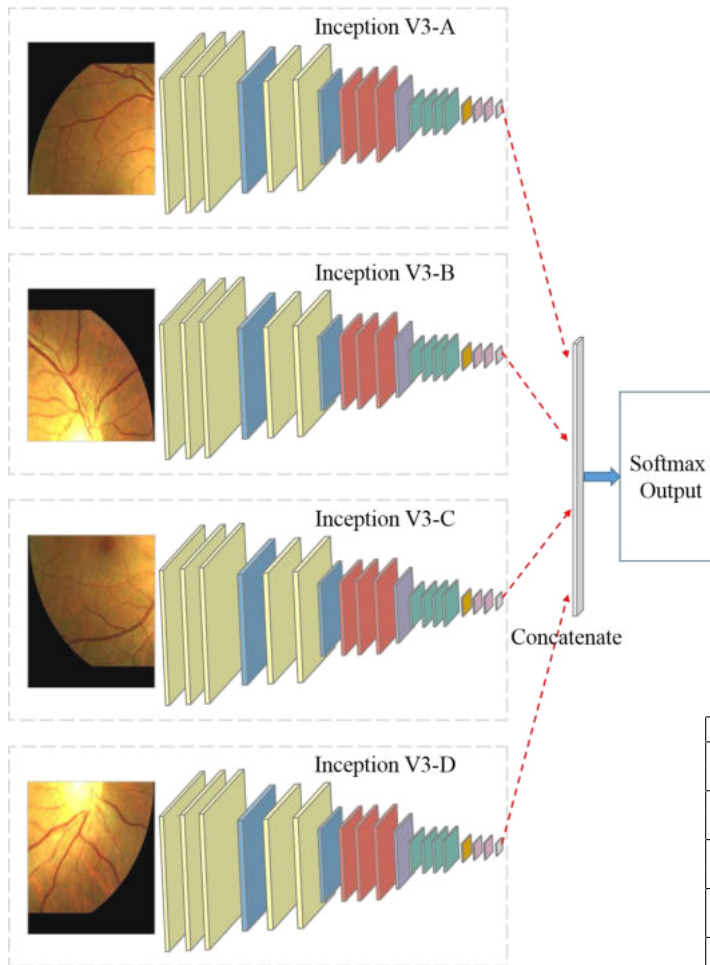 Inception V3-A
Inception V3-B
Inception V3-C
Inception V3-D
Concatenate
Softmax
Output